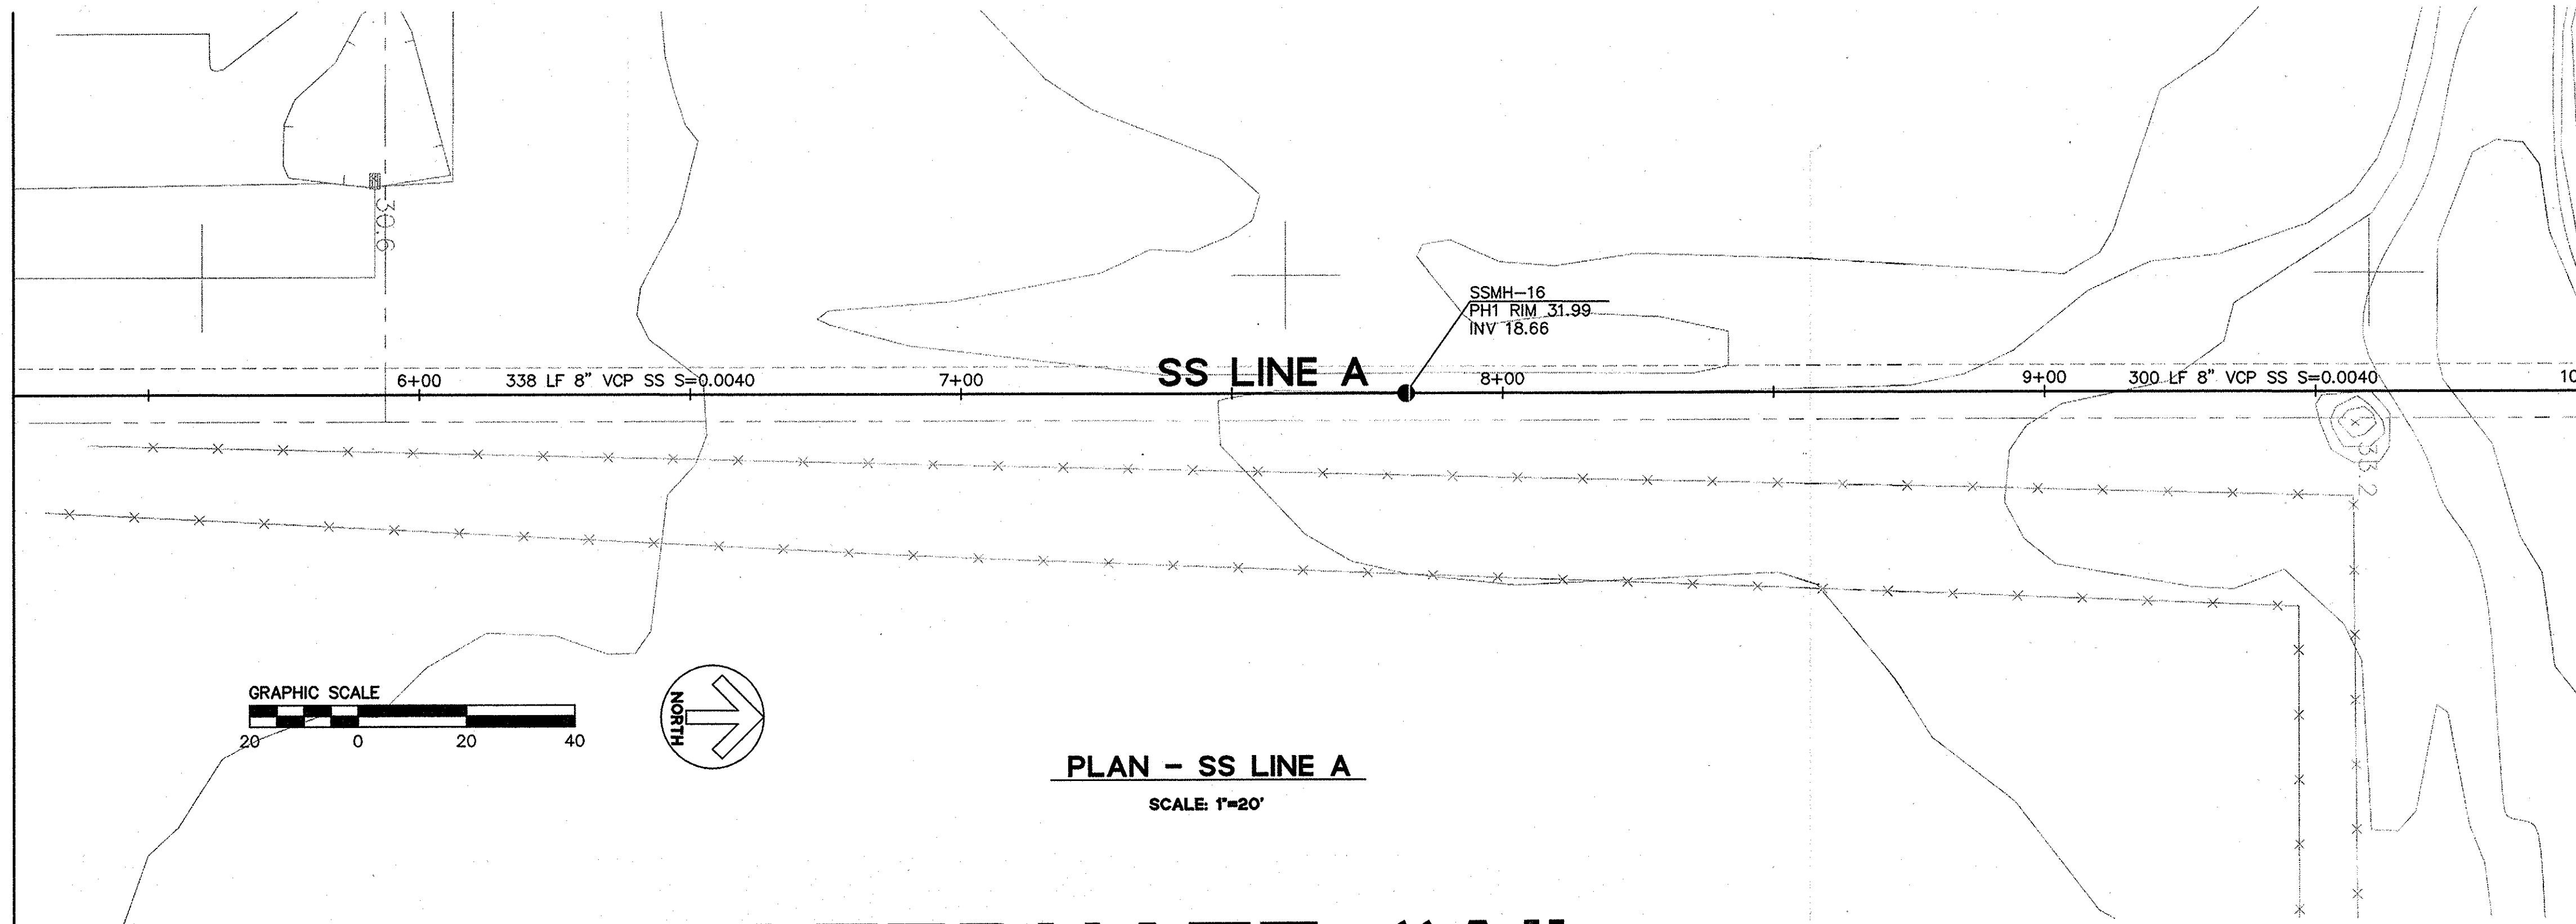 30.6
SSMH-16
PH1 RIM 31.99
INV 18.66
SS LINE A
6+00
338 LF 8" VCP SS S=0.0040
7+00
8+00
9+00
300 LF 8" VCP SS S=0.0040
10
GRAPHIC SCALE
20 0 20 40
NORTH
PLAN - SS LINE A
SCALE: 1"=20'